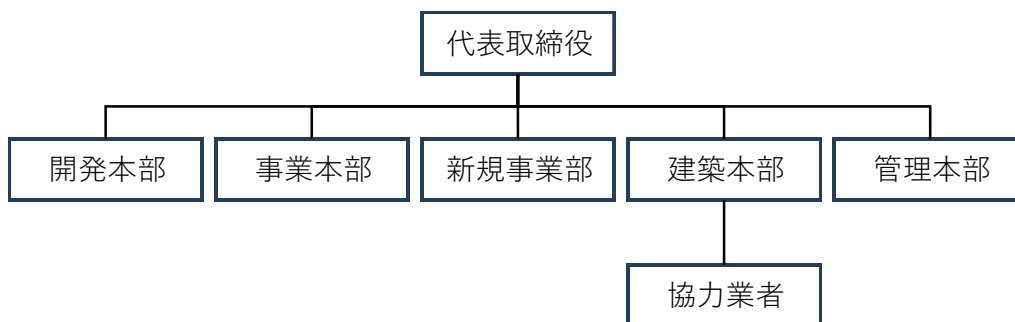 代表取締役
開発本部
事業本部
新規事業部
建築本部
管理本部
協力業者